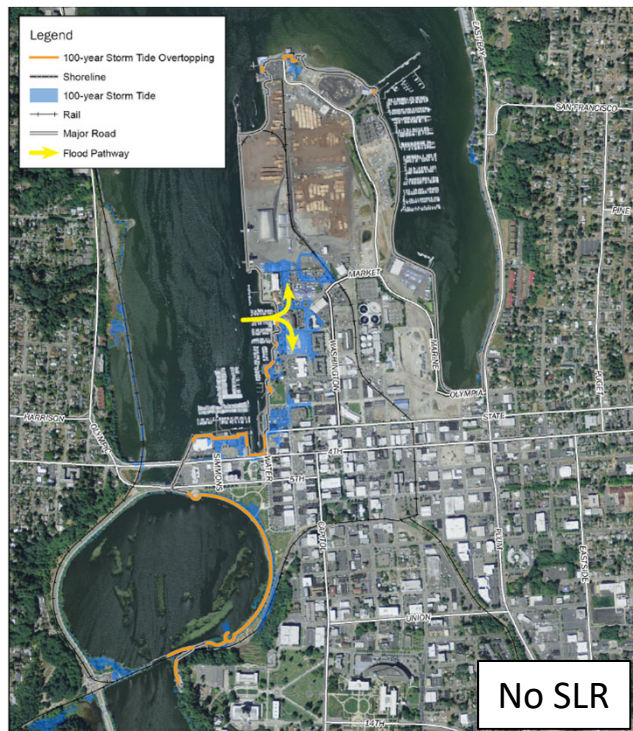 Legend
100-year Storm Tide Overtopping
Shoreline
100-year Storm Tide
Rail
Major Road
Flood Pathway
EAST BAY
SAN FRANCISCO
PINE
MARKET
WASHINGTON
MARINE
OLYMPIA
PUGET
HARRISON
STATE
4TH
WATER
SIMMONS
5TH
CAPITOL
PLUM
EASTSIDE
UNION
14TH
No SLR